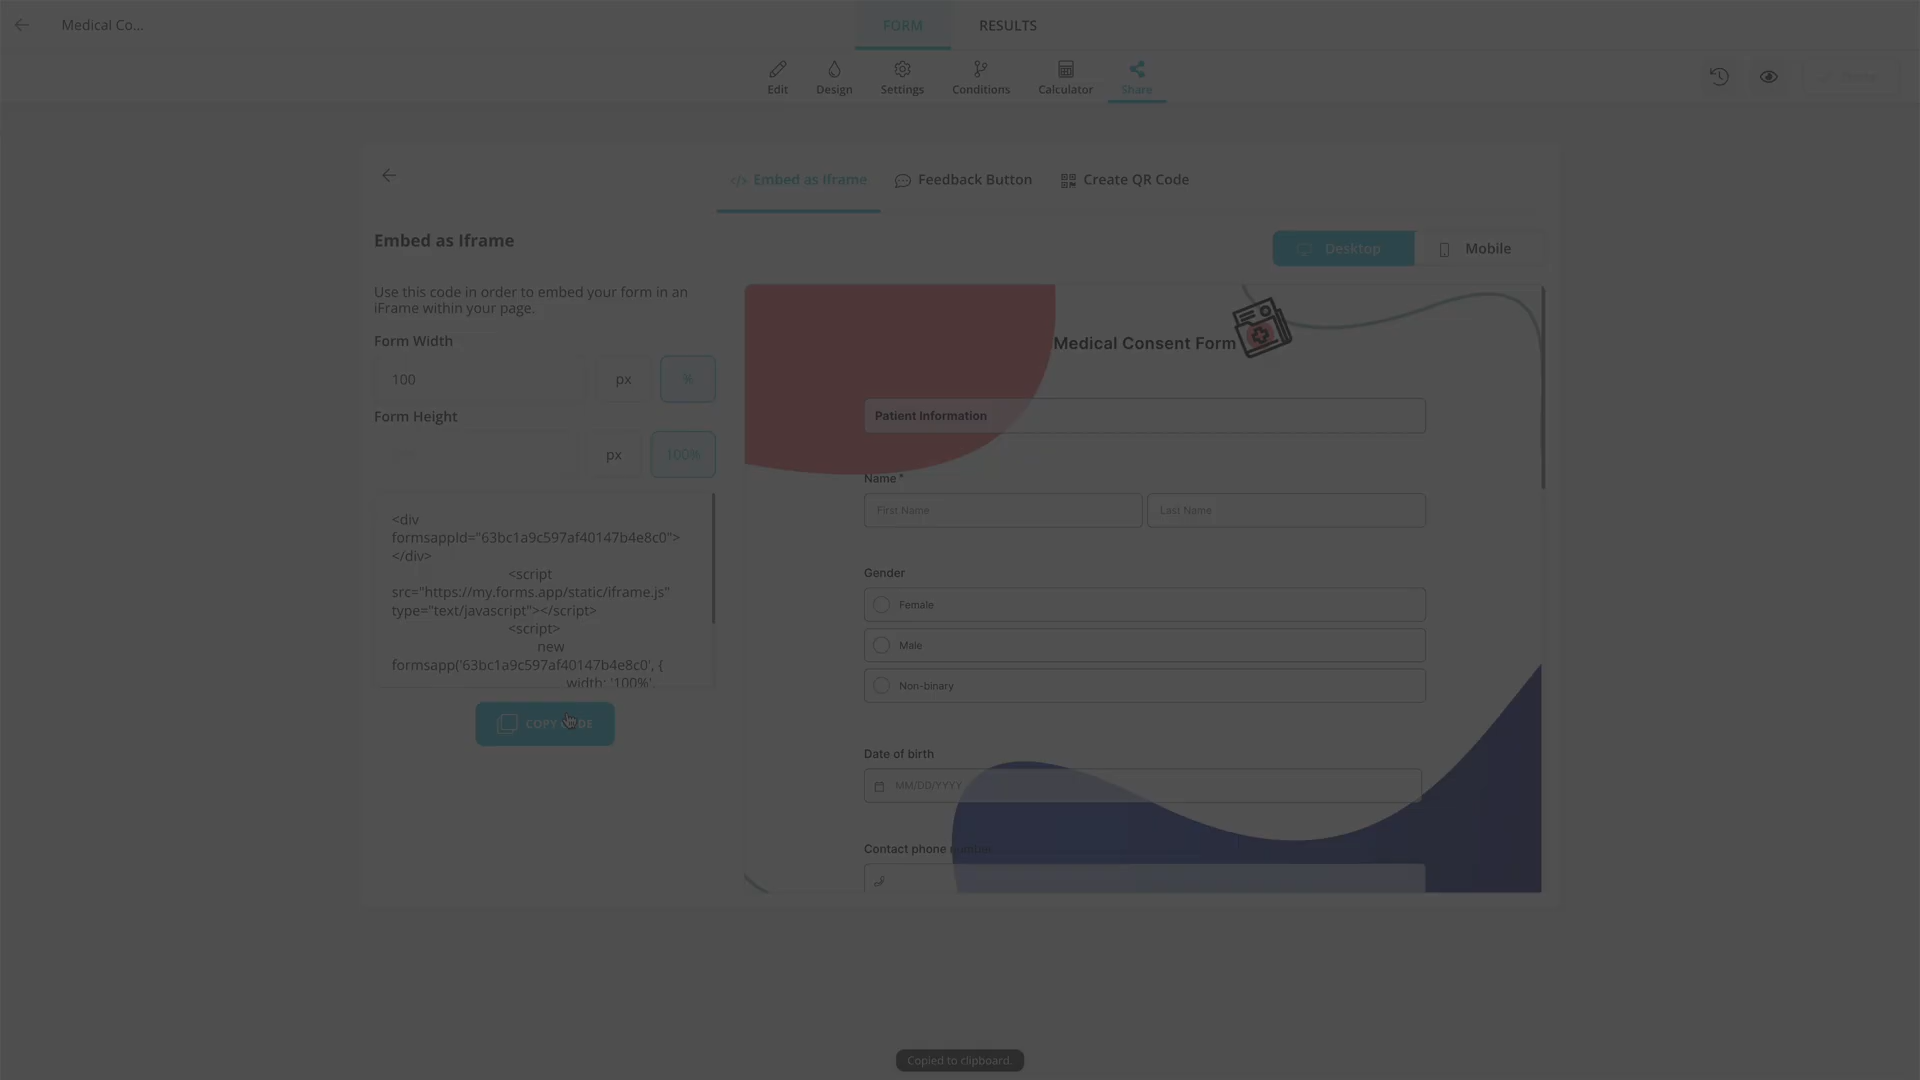 Medical Co...
FORM
RESULTS
Edit
Design
Settings
Conditions
Calculator
Share
</> Embed as Iframe
Feedback Button
Create QR Code
Embed as Iframe
Desktop
Mobile
Use this code in order to embed your form in an
iFrame within your page.
Form Width
100
px
%
Form Height
px
100%
<div
formsappId="63bc1a9c597af40147b4e8c0">
</div>
<script
src="https://my.forms.app/static/iframe.js"
type="text/javascript"></script>
<script>
new
formsapp('63bc1a9c597af40147b4e8c0', {
width: '100%',
COPY CODE
Medical Consent Form
Patient Information
Name *
First Name
Last Name
Gender
Female
Male
Non-binary
Date of birth
MM/DD/YYYY
Contact phone number
Copied to clipboard.